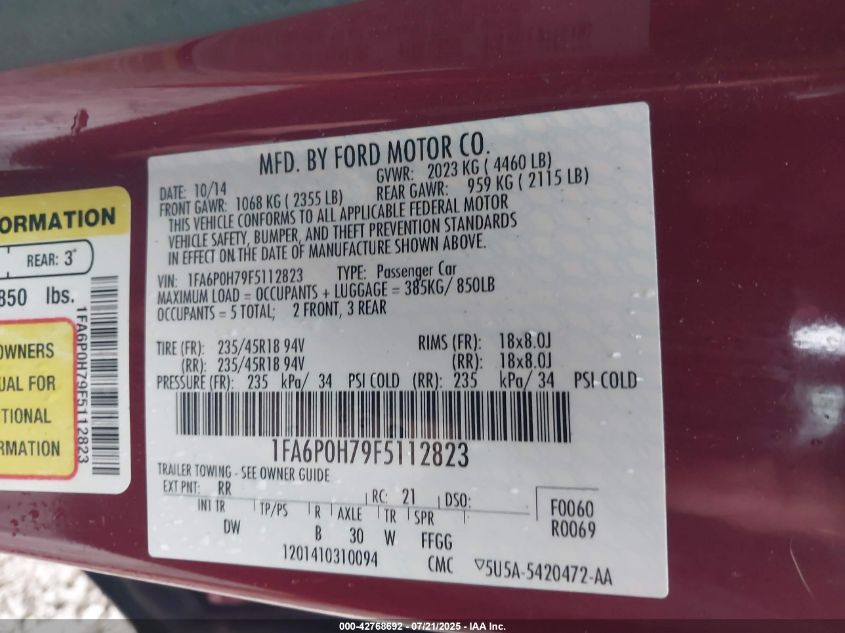 ORMATION
REAR: 3"
850 lbs.
OWNERS
UAL FOR
TIONAL
RMATION
1FA6P0H79F5112823
MFD. BY FORD MOTOR CO.
DATE: 10/14 GVWR: 2023 KG ( 4460 LB)
FRONT GAWR: 1068 KG ( 2355 LB) REAR GAWR: 959 KG ( 2115 LB)
THIS VEHICLE CONFORMS TO ALL APPLICABLE FEDERAL MOTOR
VEHICLE SAFETY, BUMPER, AND THEFT PREVENTION STANDARDS
IN EFFECT ON THE DATE OF MANUFACTURE SHOWN ABOVE.
VIN: 1FA6P0H79F5112823 TYPE: Passenger Car
MAXIMUM LOAD = OCCUPANTS + LUGGAGE = 385KG/ 850LB
OCCUPANTS = 5 TOTAL; 2 FRONT, 3 REAR
TIRE (FR): 235/45R18 94V RIMS (FR): 18x8.0J
(RR): 235/45R18 94V (RR): 18x8.0J
PRESSURE (FR): 235 kPa/ 34 PSI COLD (RR): 235 kPa/ 34 PSI COLD
1FA6P0H79F5112823
TRAILER TOWING - SEE OWNER GUIDE
EXT PNT: RR RC: 21 DSO: F0060
INT TR TP/PS R AXLE TR SPR R0069
DW B 30 W FFGG
1201410310094 CMC ▽5U5A-5420472-AA
000-42768692 | 07/21/2025 - IAA Inc.